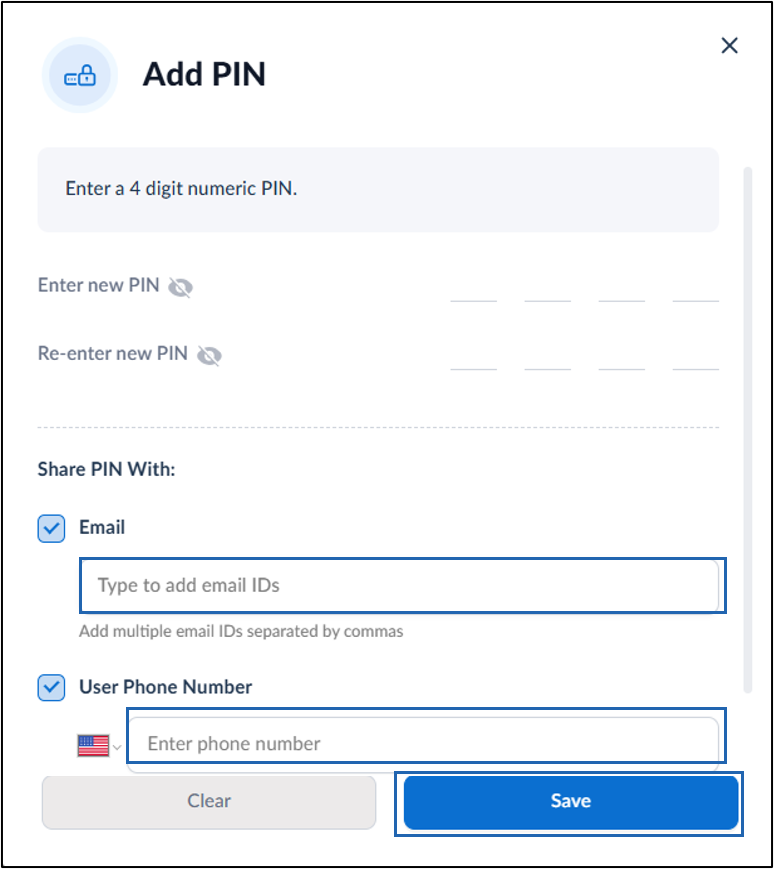 Add PIN
Enter a 4 digit numeric PIN.
Enter new PIN
Re-enter new PIN
Share PIN With:
Email
Type to add email IDs
Add multiple email IDs separated by commas
User Phone Number
Enter phone number
Clear
Save